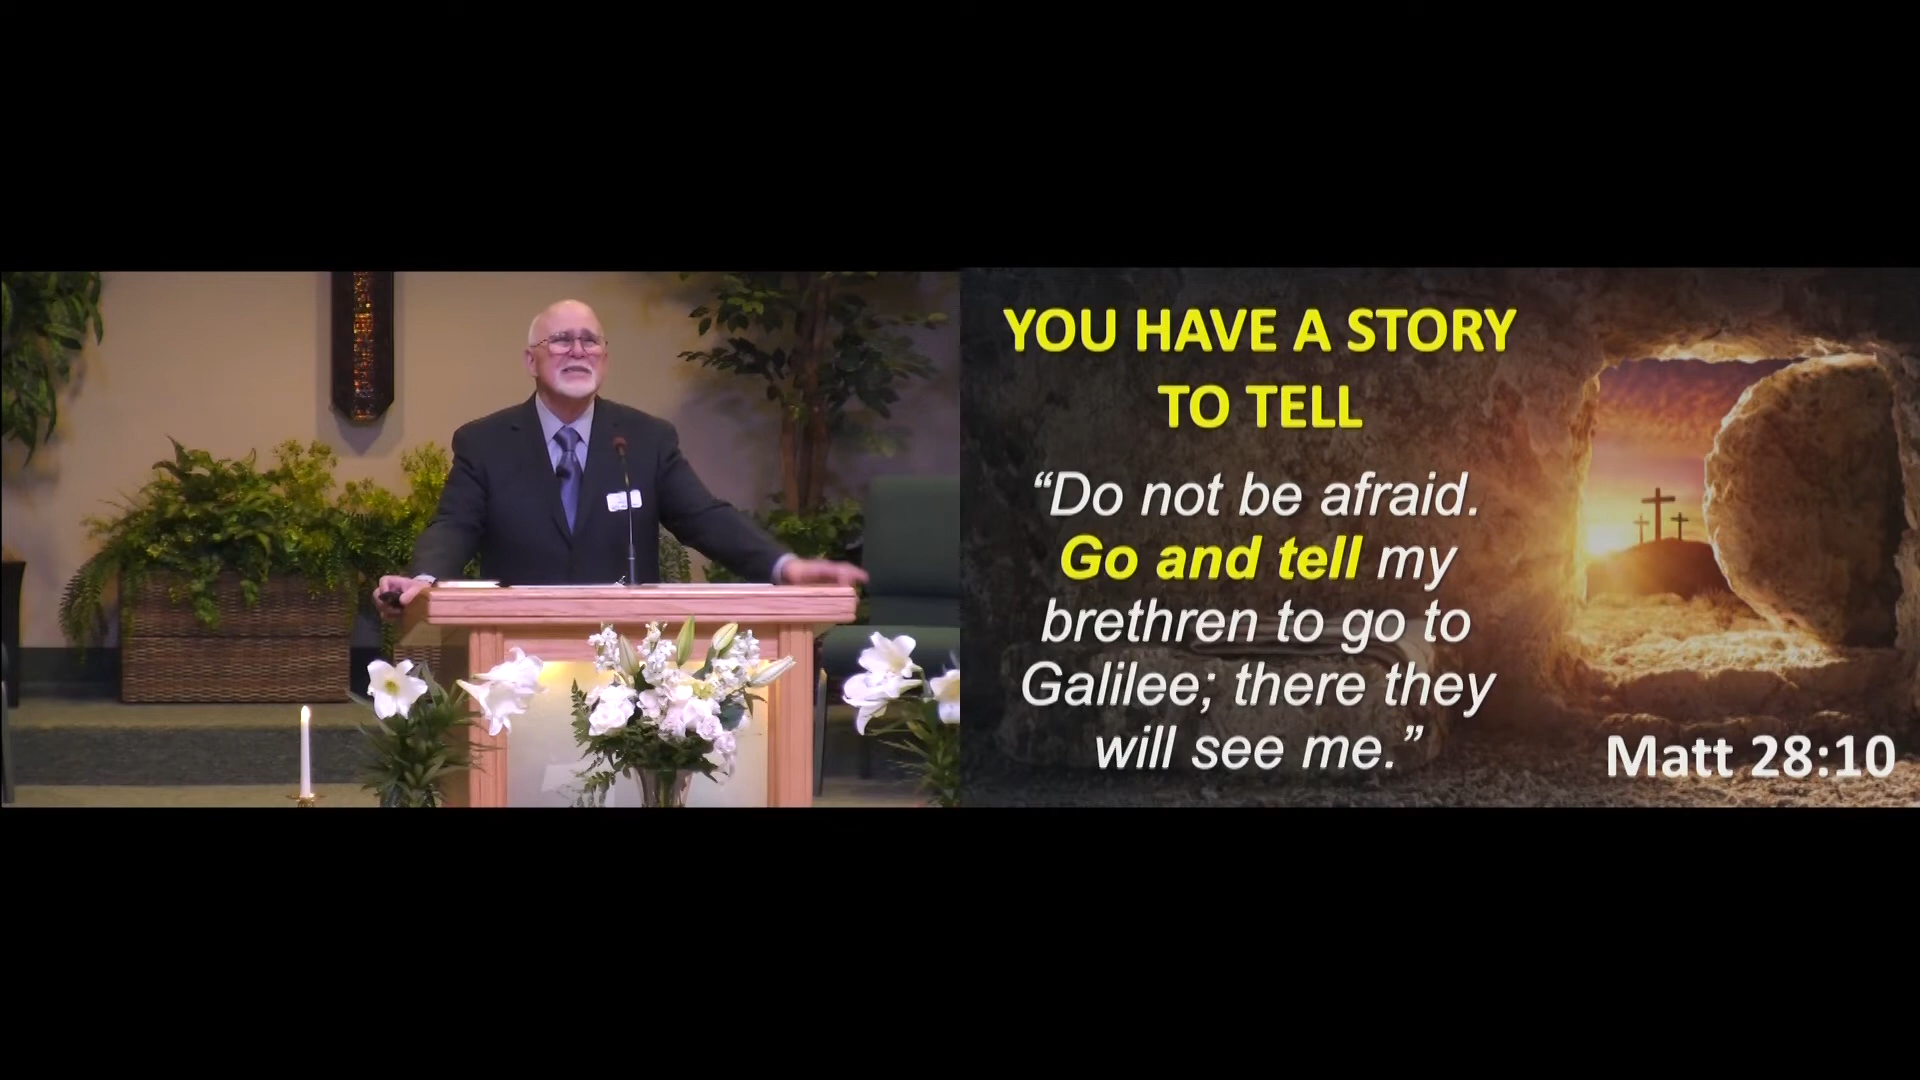 YOU HAVE A STORY
TO TELL
“Do not be afraid.
Go and tell my
brethren to go to
Galilee; there they
will see me.”
Matt 28:10